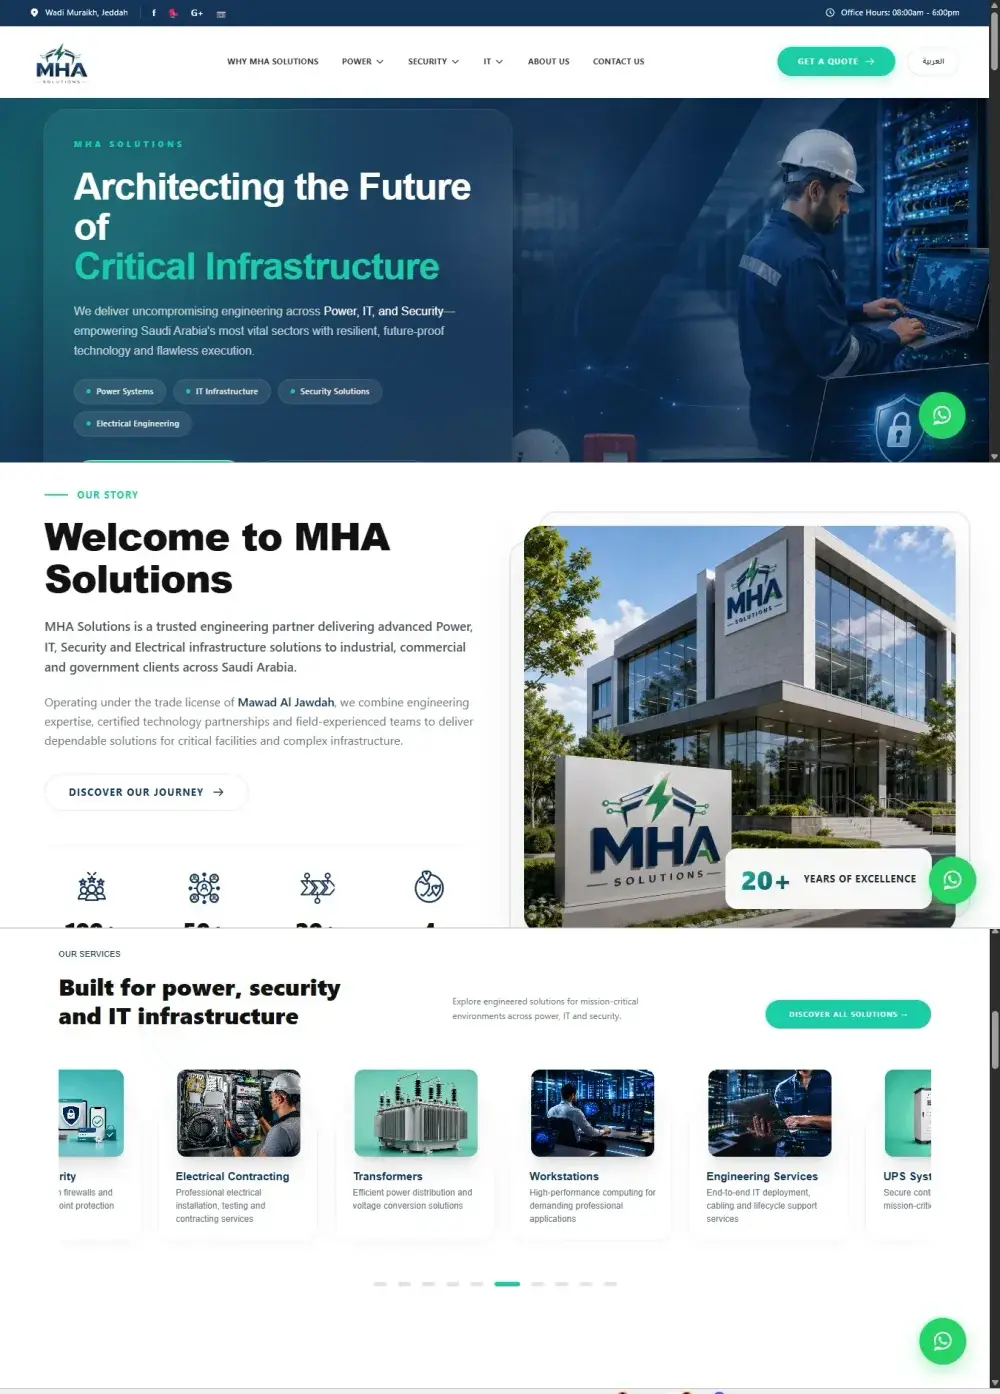 Wadi Muraikh, Jeddah
f
G+
Office Hours: 08:00am - 6:00pm
MHA
SOLUTIONS
WHY MHA SOLUTIONS
POWER
SECURITY
IT
ABOUT US
CONTACT US
GET A QUOTE →
العربية
MHA SOLUTIONS
Architecting the Future
of
Critical Infrastructure
We deliver uncompromising engineering across Power, IT, and Security—
empowering Saudi Arabia's most vital sectors with resilient, future-proof
technology and flawless execution.
Power Systems
IT Infrastructure
Security Solutions
Electrical Engineering
OUR STORY
Welcome to MHA
Solutions
MHA Solutions is a trusted engineering partner delivering advanced Power,
IT, Security and Electrical infrastructure solutions to industrial, commercial
and government clients across Saudi Arabia.
Operating under the trade license of Mawad Al Jawdah, we combine engineering
expertise, certified technology partnerships and field-experienced teams to deliver
dependable solutions for critical facilities and complex infrastructure.
DISCOVER OUR JOURNEY →
MHA
SOLUTIONS
MHA
SOLUTIONS
20+ YEARS OF EXCELLENCE
OUR SERVICES
Built for power, security
and IT infrastructure
Explore engineered solutions for mission-critical
environments across power, IT and security.
DISCOVER ALL SOLUTIONS →
rity
firewalls and
oint protection
Electrical Contracting
Professional electrical
installation, testing and
contracting services
Transformers
Efficient power distribution and
voltage conversion solutions
Workstations
High-performance computing for
demanding professional
applications
Engineering Services
End-to-end IT deployment,
cabling and lifecycle support
services
UPS Syst
Secure cont
mission-criti